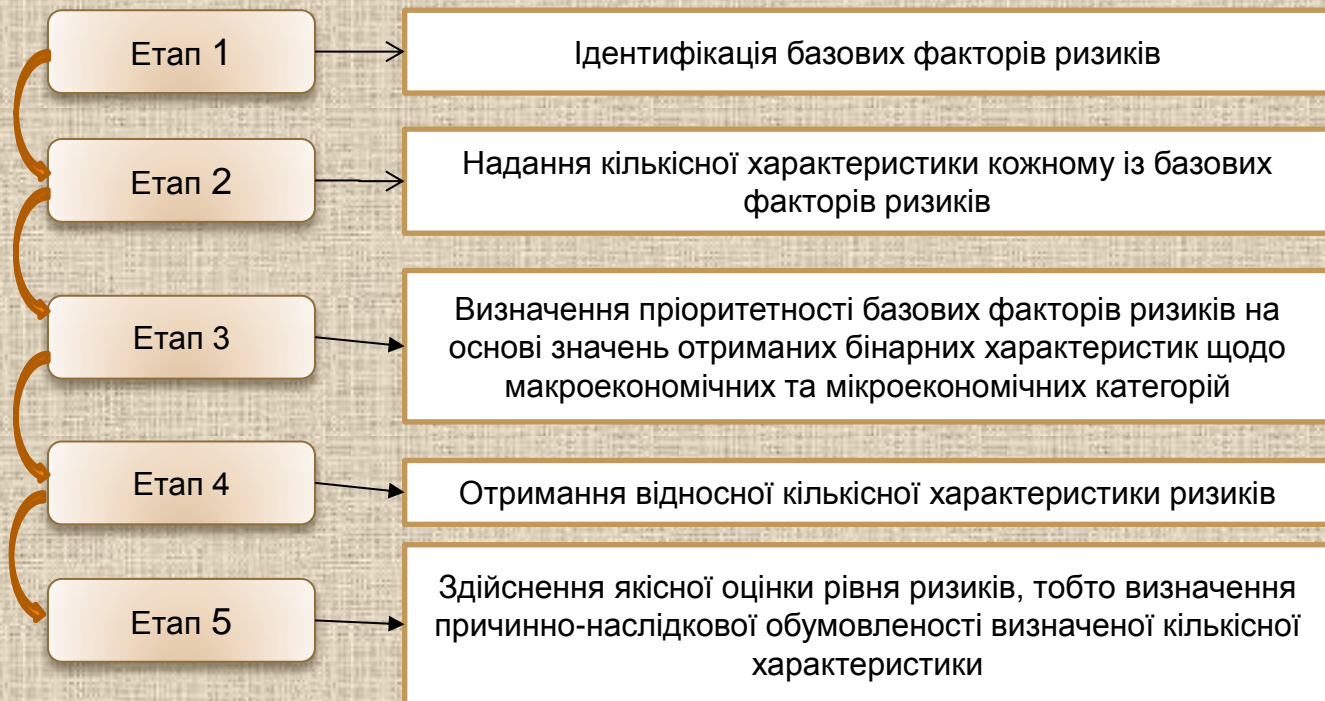 Етап 1
Ідентифікація базових факторів ризиків
Етап 2
Надання кількісної характеристики кожному із базових
факторів ризиків
Етап 3
Визначення пріоритетності базових факторів ризиків на
основі значень отриманих бінарних характеристик щодо
макроекономічних та мікроекономічних категорій
Етап 4
Отримання відносної кількісної характеристики ризиків
Етап 5
Здійснення якісної оцінки рівня ризиків, тобто визначення
причинно-наслідкової обумовленості визначеної кількісної
характеристики